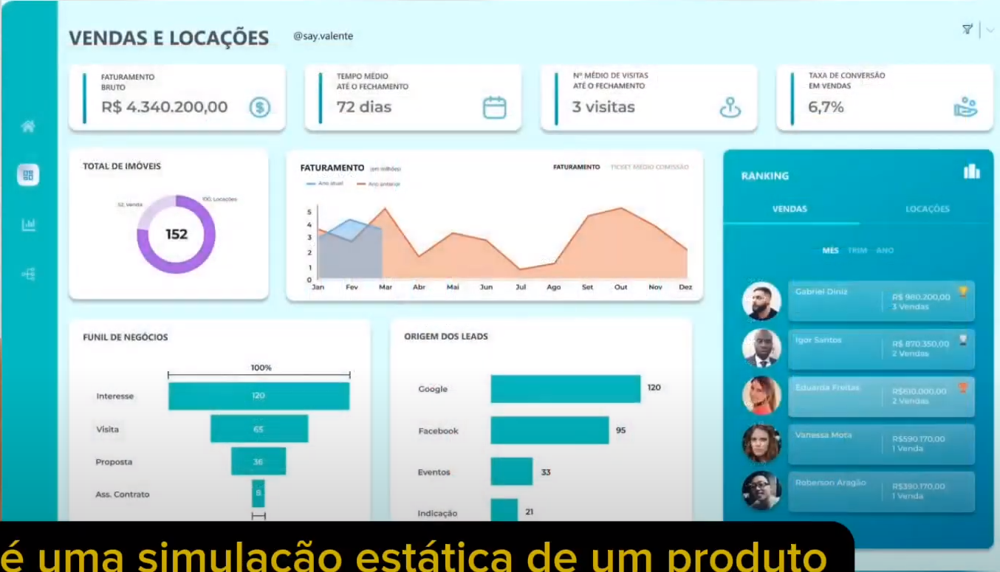 VENDAS E LOCAÇÕES
@say.valente
FATURAMENTO
BRUTO
R$ 4.340.200,00
TEMPO MÉDIO
ATÉ O FECHAMENTO
72 dias
Nº MÉDIO DE VISITAS
ATÉ O FECHAMENTO
3 visitas
TAXA DE CONVERSÃO
EM VENDAS
6,7%
TOTAL DE IMÓVEIS
52, Venda
100, Locações
152
FATURAMENTO (em milhões)
FATURAMENTO TICKET MEDIO COMISSÃO
Ano atual Ano anterior
5
4
3
2
1
0
Jan Fev Mar Abr Mai Jun Jul Ago Set Out Nov Dez
RANKING
VENDAS LOCAÇÕES
MÊS TRIM ANO
Gabriel Diniz
R$ 980.200,00
3 Vendas
Igor Santos
R$ 870.350,00
2 Vendas
Eduarda Freitas
R$610.000,00
2 Vendas
Vanessa Mota
R$590.170,00
1 Venda
Roberson Aragão
R$390.170,00
1 Venda
FUNIL DE NEGÓCIOS
100%
Interesse 120
Visita 65
Proposta 36
Ass. Contrato 8
ORIGEM DOS LEADS
Google 120
Facebook 95
Eventos 33
Indicação 21
é uma simulação estática de um produto